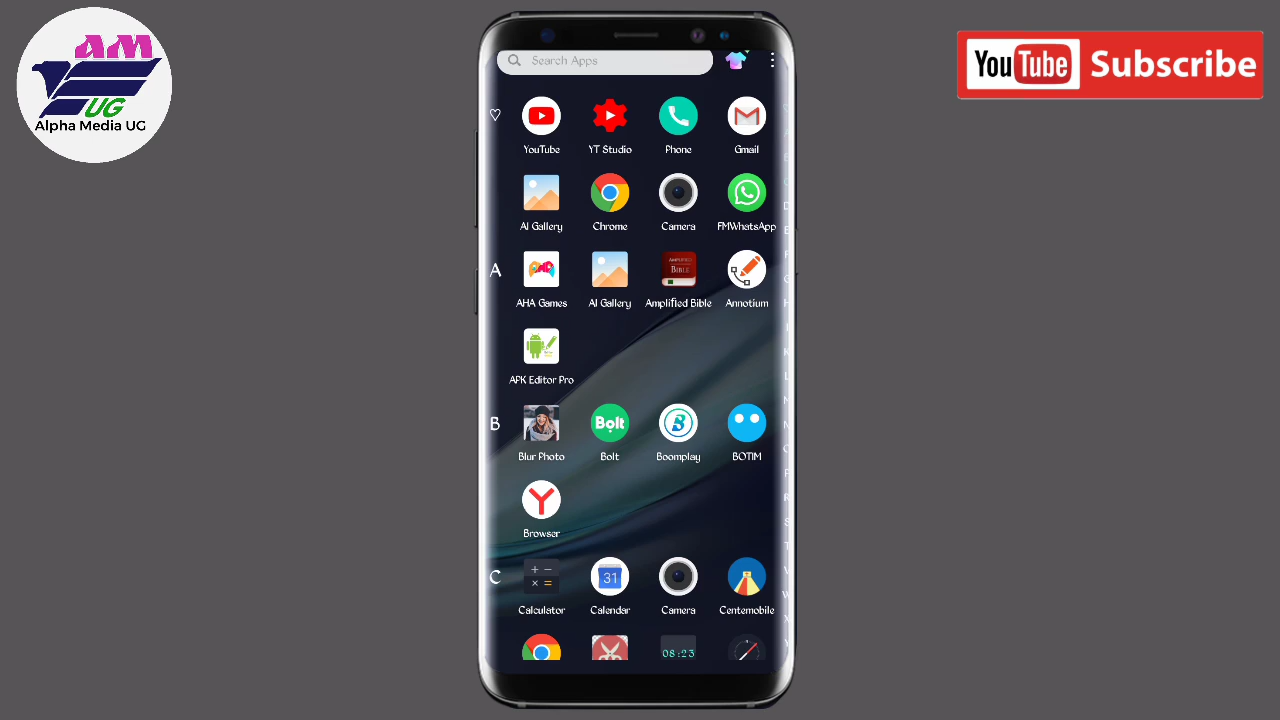 AM
UG
Alpha Media UG
YouTube Subscribe
Search Apps
YouTube YT Studio Phone Gmail
AI Gallery Chrome Camera FMWhatsApp
A
AHA Games AI Gallery Amplified Bible Annotium
APK Editor Pro
B
Bolt
Blur Photo Bolt Boomplay BOTIM
Browser
C
31
Calculator Calendar Camera Centemobile
08:23